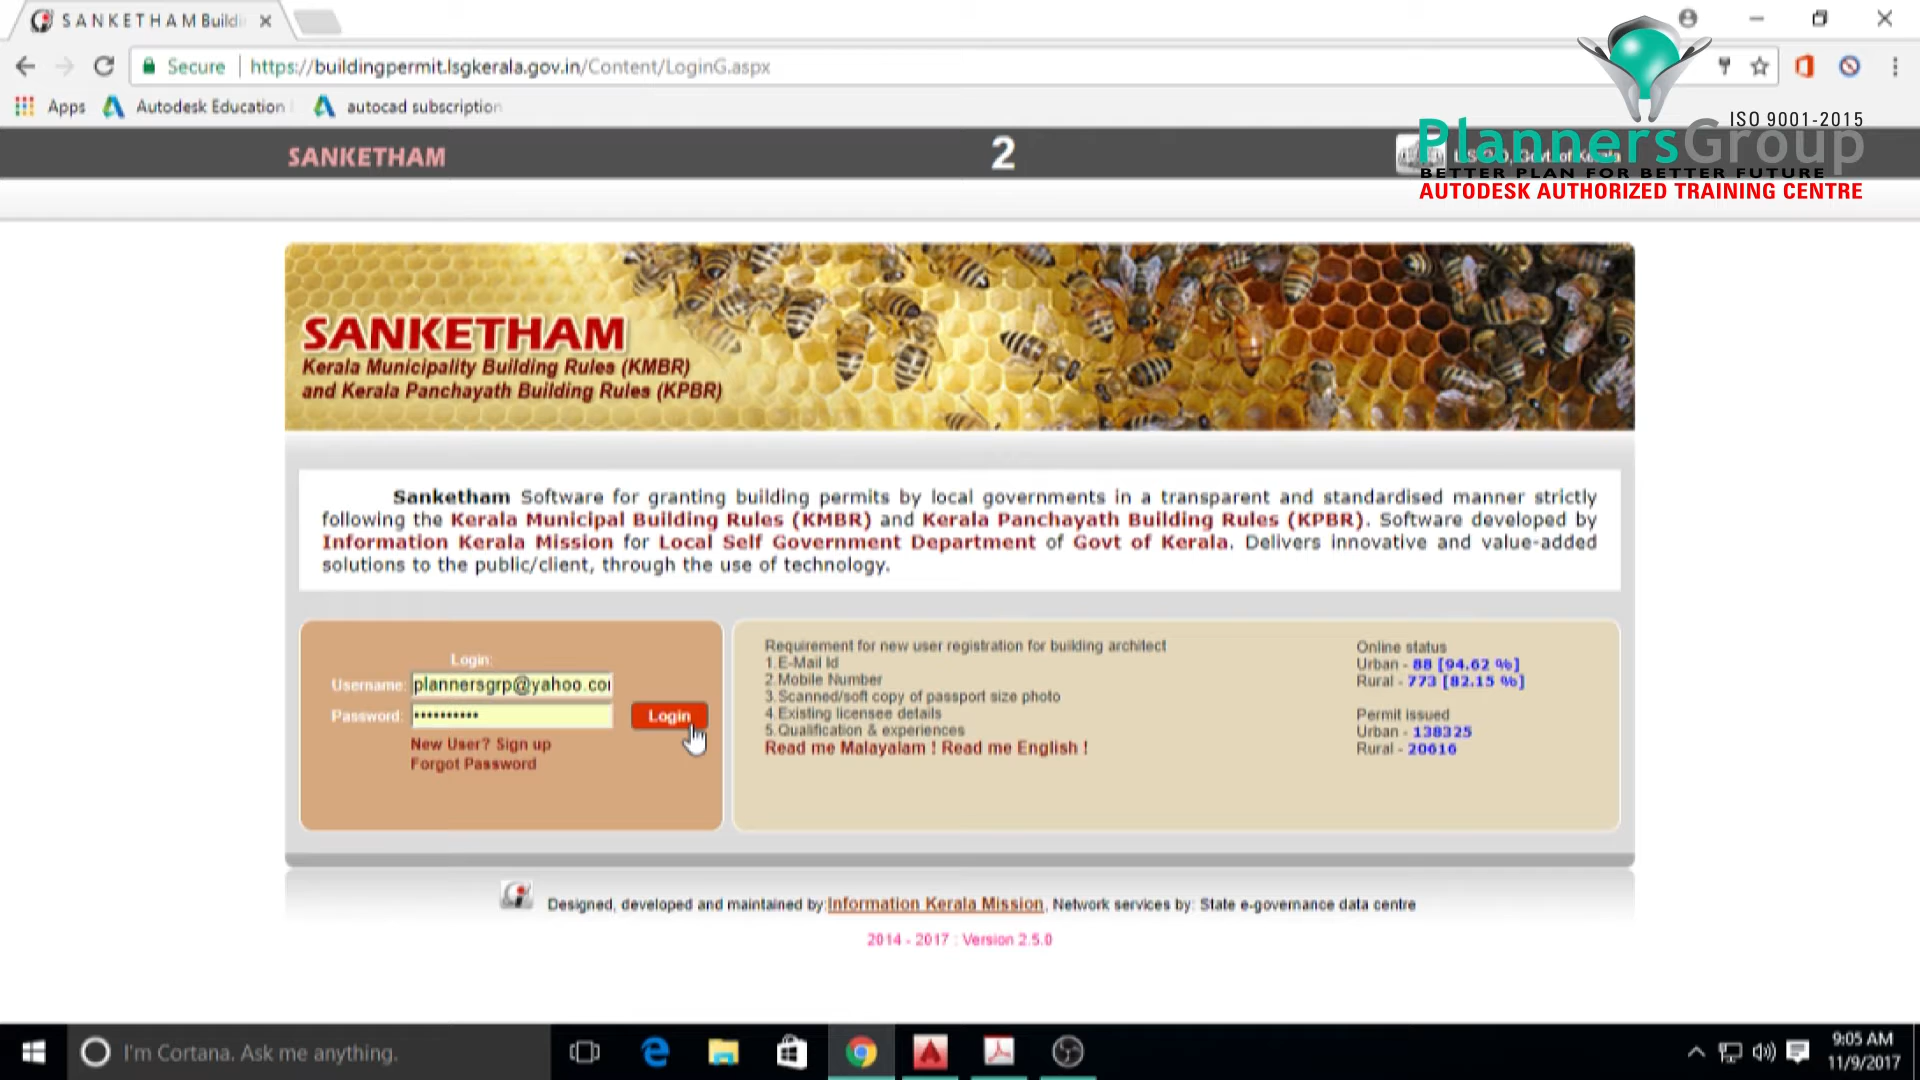 S A N K E T H A M Buildi
Secure | https://buildingpermit.lsgkerala.gov.in/Content/LoginG.aspx
Apps Autodesk Education autocad subscription
ISO 9001-2015
PlannersGroup
BETTER PLAN FOR BETTER FUTURE
AUTODESK AUTHORIZED TRAINING CENTRE
SANKETHAM 2
SANKETHAM
Kerala Municipality Building Rules (KMBR)
and Kerala Panchayath Building Rules (KPBR)
Sanketham Software for granting building permits by local governments in a transparent and standardised manner strictly
following the Kerala Municipal Building Rules (KMBR) and Kerala Panchayath Building Rules (KPBR). Software developed by
Information Kerala Mission for Local Self Government Department of Govt of Kerala. Delivers innovative and value-added
solutions to the public/client, through the use of technology.
Login:
Username: plannersgrp@yahoo.co
Password: ••••••••••
Login
New User? Sign up
Forgot Password
Requirement for new user registration for building architect
1.E-Mail Id
2.Mobile Number
3.Scanned/soft copy of passport size photo
4.Existing licensee details
5.Qualification & experiences
Read me Malayalam ! Read me English !
Online status
Urban - 88 [94.62 %]
Rural - 773 [82.15 %]
Permit issued
Urban - 138325
Rural - 20616
Designed, developed and maintained by:Information Kerala Mission, Network services by: State e-governance data centre
2014 - 2017 : Version 2.5.0
I'm Cortana. Ask me anything.
9:05 AM
11/9/2017